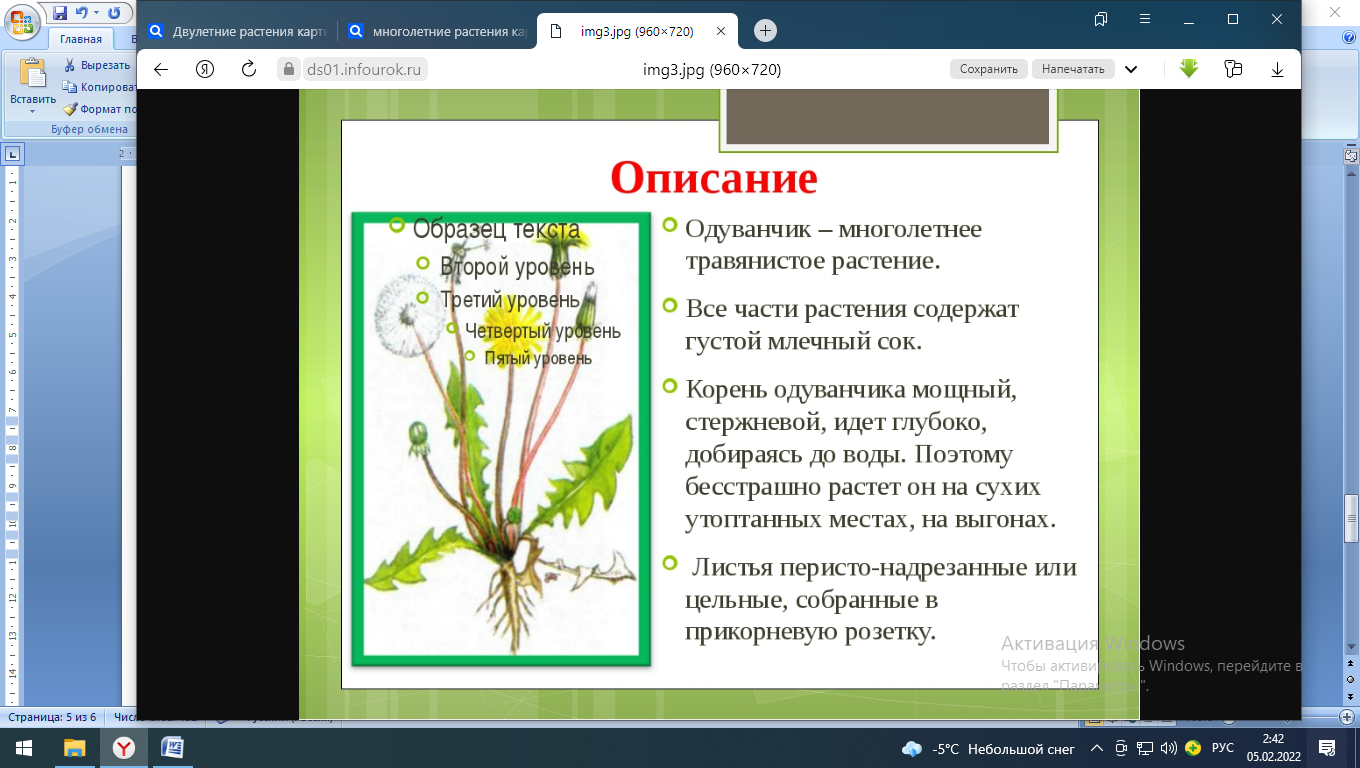 Двулетние растения карти
многолетние растения ка
img3.jpg (960×720)
Главная
Вырезать
Копироват
Формат по
Вставить
Буфер обмена
ds01.infourok.ru
img3.jpg (960×720)
Сохранить
Напечатать
Описание
Образец текста
Второй уровень
Третий уровень
Четвертый уровень
Пятый уровень
Одуванчик – многолетнее
травянистое растение.
Все части растения содержат
густой млечный сок.
Корень одуванчика мощный,
стержневой, идет глубоко,
добираясь до воды. Поэтому
бесстрашно растет он на сухих
утоптанных местах, на выгонах.
Листья перисто-надрезанные или
цельные, собранные в
прикорневую розетку.
Активация Windows
Чтобы активировать Windows, перейдите в
раздел "Параметры".
Страница: 5 из 6
-5°C Небольшой снег
РУС
2:42
05.02.2022